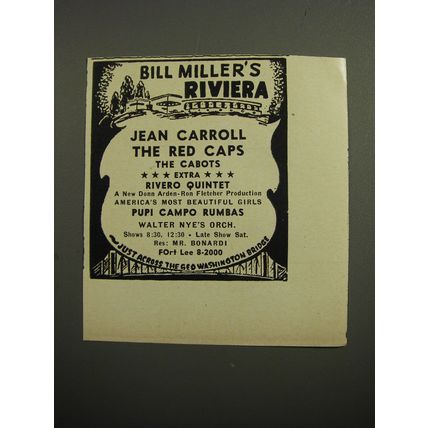 BILL MILLER'S
RIVIERA
JEAN CARROLL
THE RED CAPS
THE CABOTS
★ ★ ★ EXTRA ★ ★ ★
RIVERO QUINTET
A New Donn Arden-Ron Fletcher Production
AMERICA'S MOST BEAUTIFUL GIRLS
PUPI CAMPO RUMBAS
WALTER NYE'S ORCH.
Shows 8:30, 12:30 • Late Show Sat.
Res: MR. BONARDI
FOrt Lee 8-2000
JUST ACROSS THE GEO WASHINGTON BRIDGE